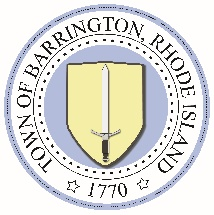 TOWN OF BARRINGTON, RHODE ISLAND
1770